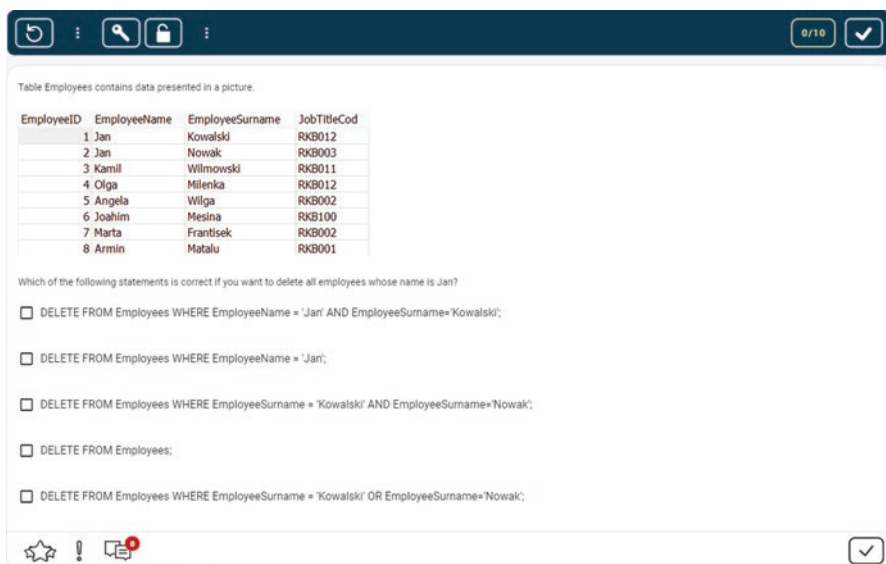 0/10
Table Employees contains data presented in a picture.
EmployeeID EmployeeName EmployeeSurname JobTitleCod
1 Jan Kowalski RKB012
2 Jan Nowak RKB003
3 Kamil Wilmowski RKB011
4 Olga Milenka RKB012
5 Angela Wilga RKB002
6 Joahim Mesina RKB100
7 Marta Frantisek RKB002
8 Armin Matalu RKB001
Which of the following statements is correct if you want to delete all employees whose name is Jan?
DELETE FROM Employees WHERE EmployeeName = 'Jan' AND EmployeeSurname='Kowalski';
DELETE FROM Employees WHERE EmployeeName = 'Jan';
DELETE FROM Employees WHERE EmployeeSurname = 'Kowalski' AND EmployeeSurname='Nowak';
DELETE FROM Employees;
DELETE FROM Employees WHERE EmployeeSurname = 'Kowalski' OR EmployeeSurname='Nowak';
0